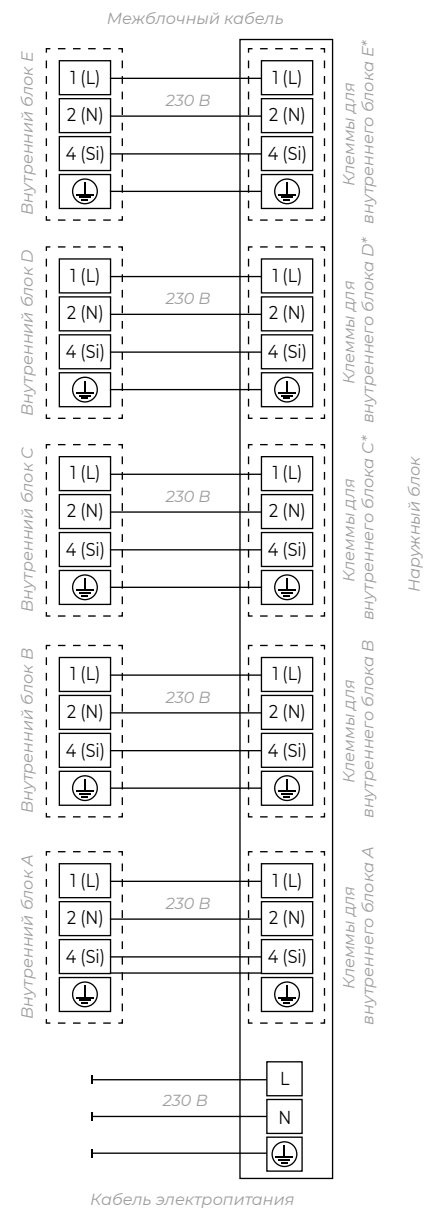 Межблочный кабель
Внутренний блок E
1 (L)
2 (N)
4 (Si)
230 В
1 (L)
2 (N)
4 (Si)
Клеммы для
внутреннего блока E*
Внутренний блок D
1 (L)
2 (N)
4 (Si)
230 В
1 (L)
2 (N)
4 (Si)
Клеммы для
внутреннего блока D*
Внутренний блок C
1 (L)
2 (N)
4 (Si)
230 В
1 (L)
2 (N)
4 (Si)
Клеммы для
внутреннего блока C*
Наружный блок
Внутренний блок B
1 (L)
2 (N)
4 (Si)
230 В
1 (L)
2 (N)
4 (Si)
Клеммы для
внутреннего блока B
Внутренний блок A
1 (L)
2 (N)
4 (Si)
230 В
1 (L)
2 (N)
4 (Si)
Клеммы для
внутреннего блока A
230 В
L
N
Кабель электропитания